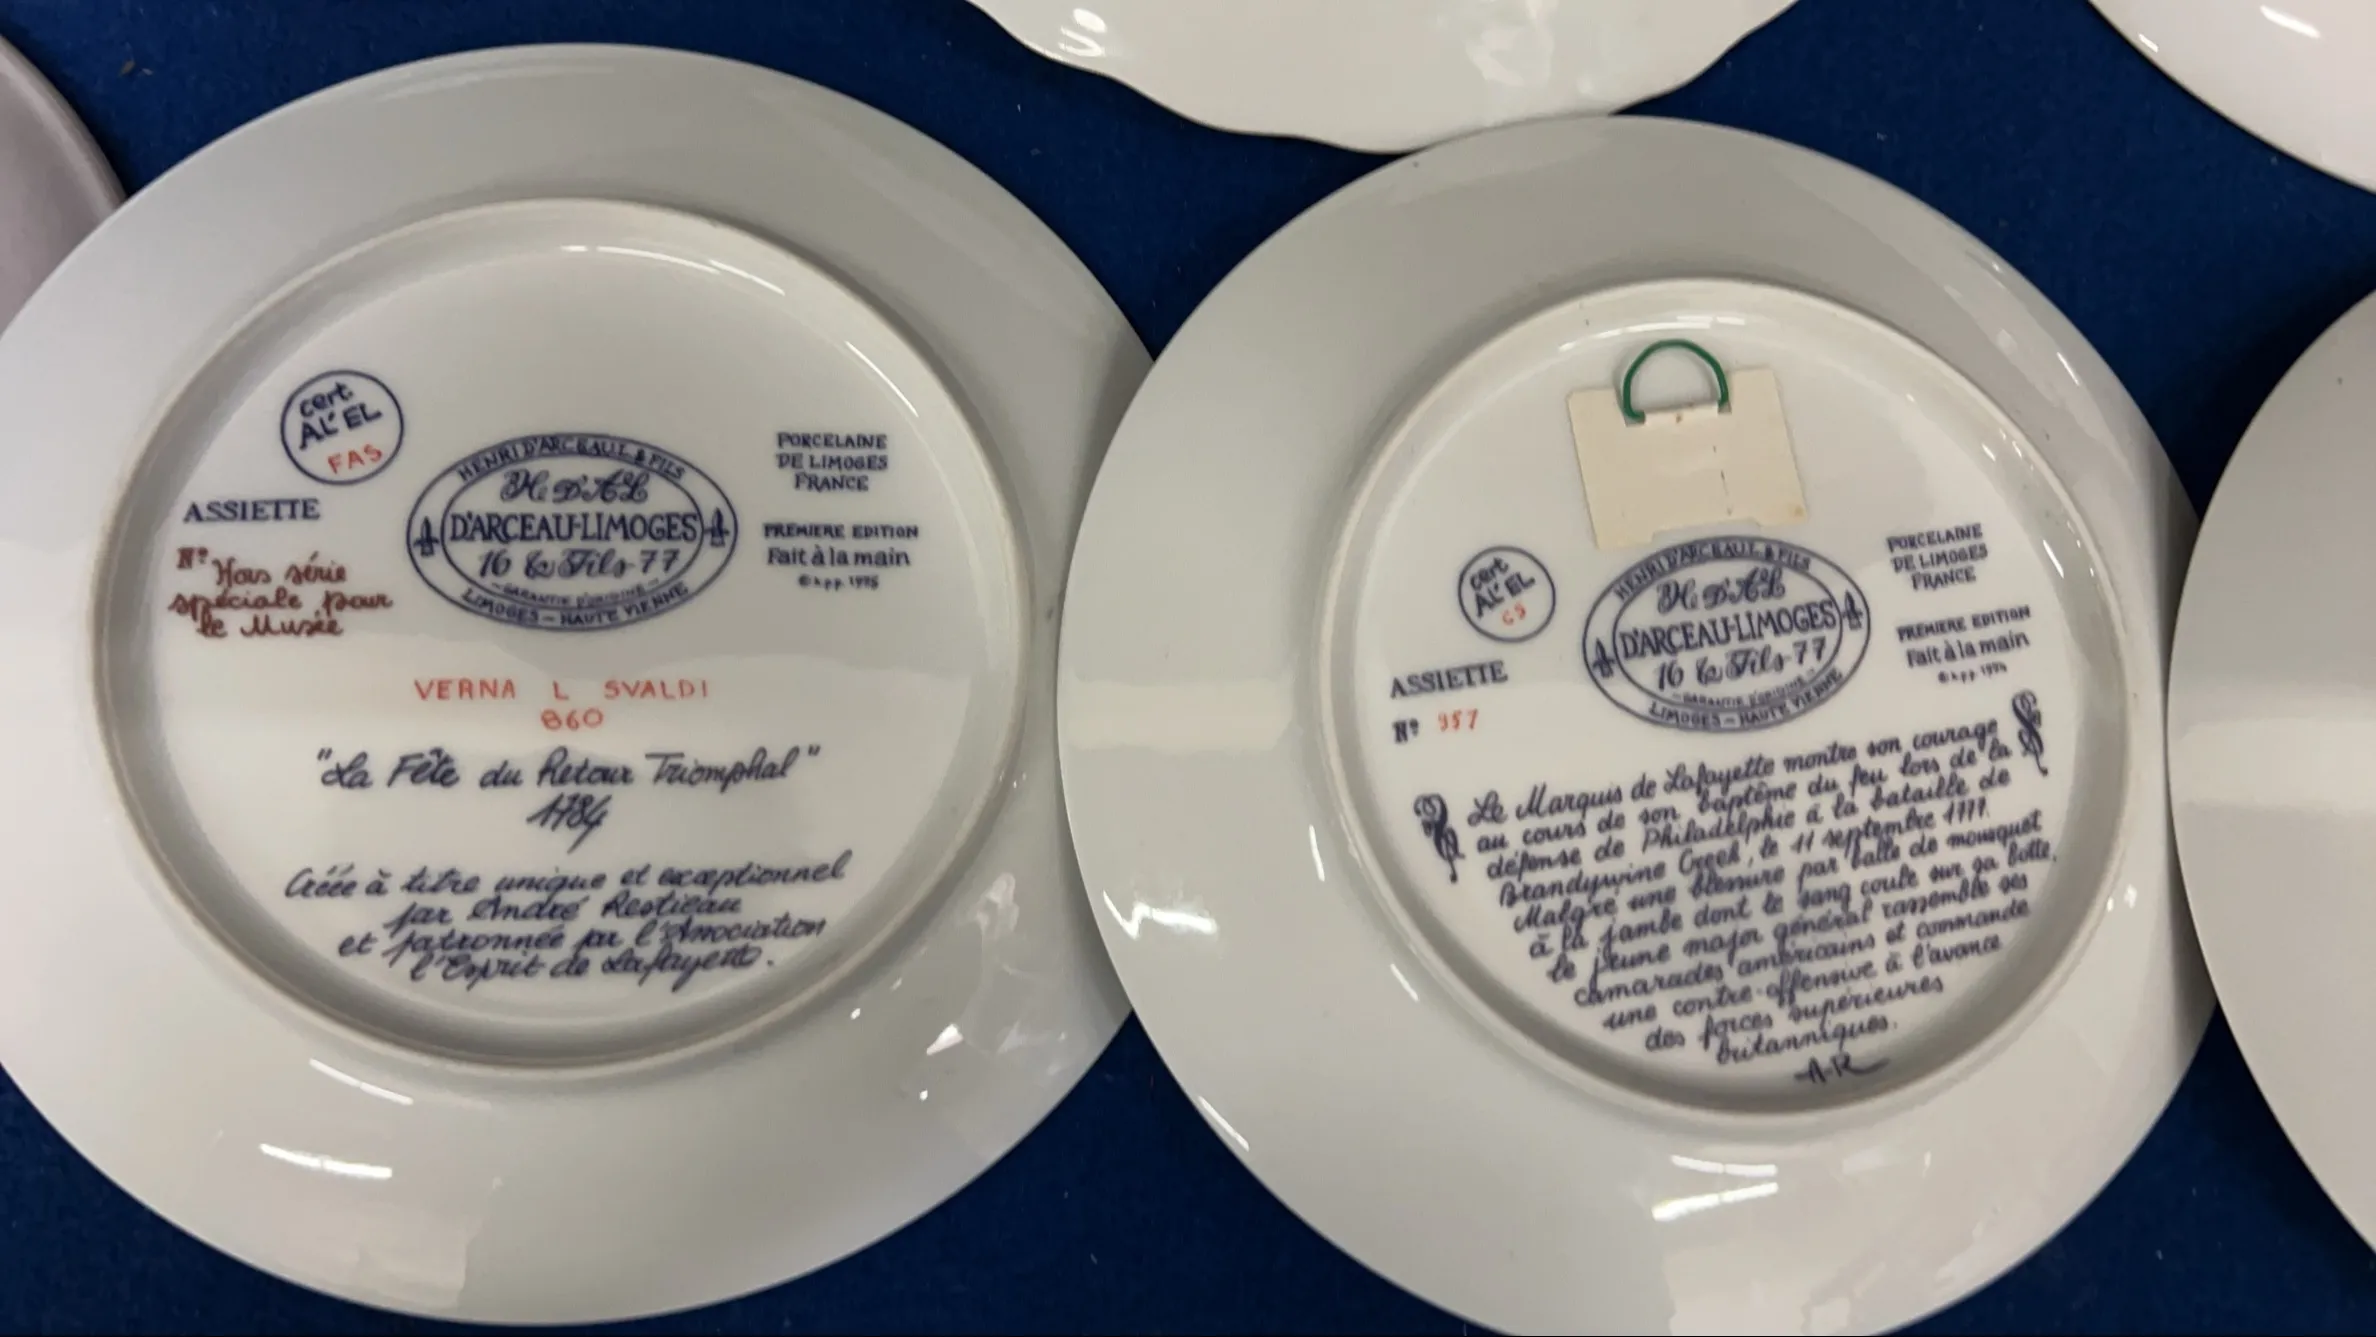 cert
AL'EL
FAS
ASSIETTE
Nº Hors série
spéciale pour
le Musée
HENRI D'ARCEAUL & FILS
H. D'A L
D'ARCEAU-LIMOGES
16 & Fils 77
GARANTIE D'ORIGINE
LIMOGES - HAUTE VIENNE
PORCELAINE
DE LIMOGES
FRANCE
PREMIERE EDITION
Fait à la main
VERNA L SVALDI
860
"La Fête du Retour Triomphal"
1784
Créée à titre unique et exceptionnel
par André Restieau
et patronnée par l'Association
l'Esprit de Lafayette.
cert
AL'EL
GS
ASSIETTE
Nº 957
HENRI D'ARCEAUL & FILS
H. D'A L
D'ARCEAU-LIMOGES
16 & Fils 77
GARANTIE D'ORIGINE
LIMOGES - HAUTE VIENNE
PORCELAINE
DE LIMOGES
FRANCE
PREMIERE EDITION
Fait à la main
Le Marquis de Lafayette montre son courage
au cours de son baptême du feu lors de la
défense de Philadelphie à la bataille de
Brandywine Creek, le 11 septembre 1777.
Malgré une blessure par balle de mousquet
à la jambe dont le sang coule sur sa botte,
le jeune major général rassemble ses
camarades américains et commande
une contre-offensive à l'avance
des forces supérieures
britanniques.
A.R